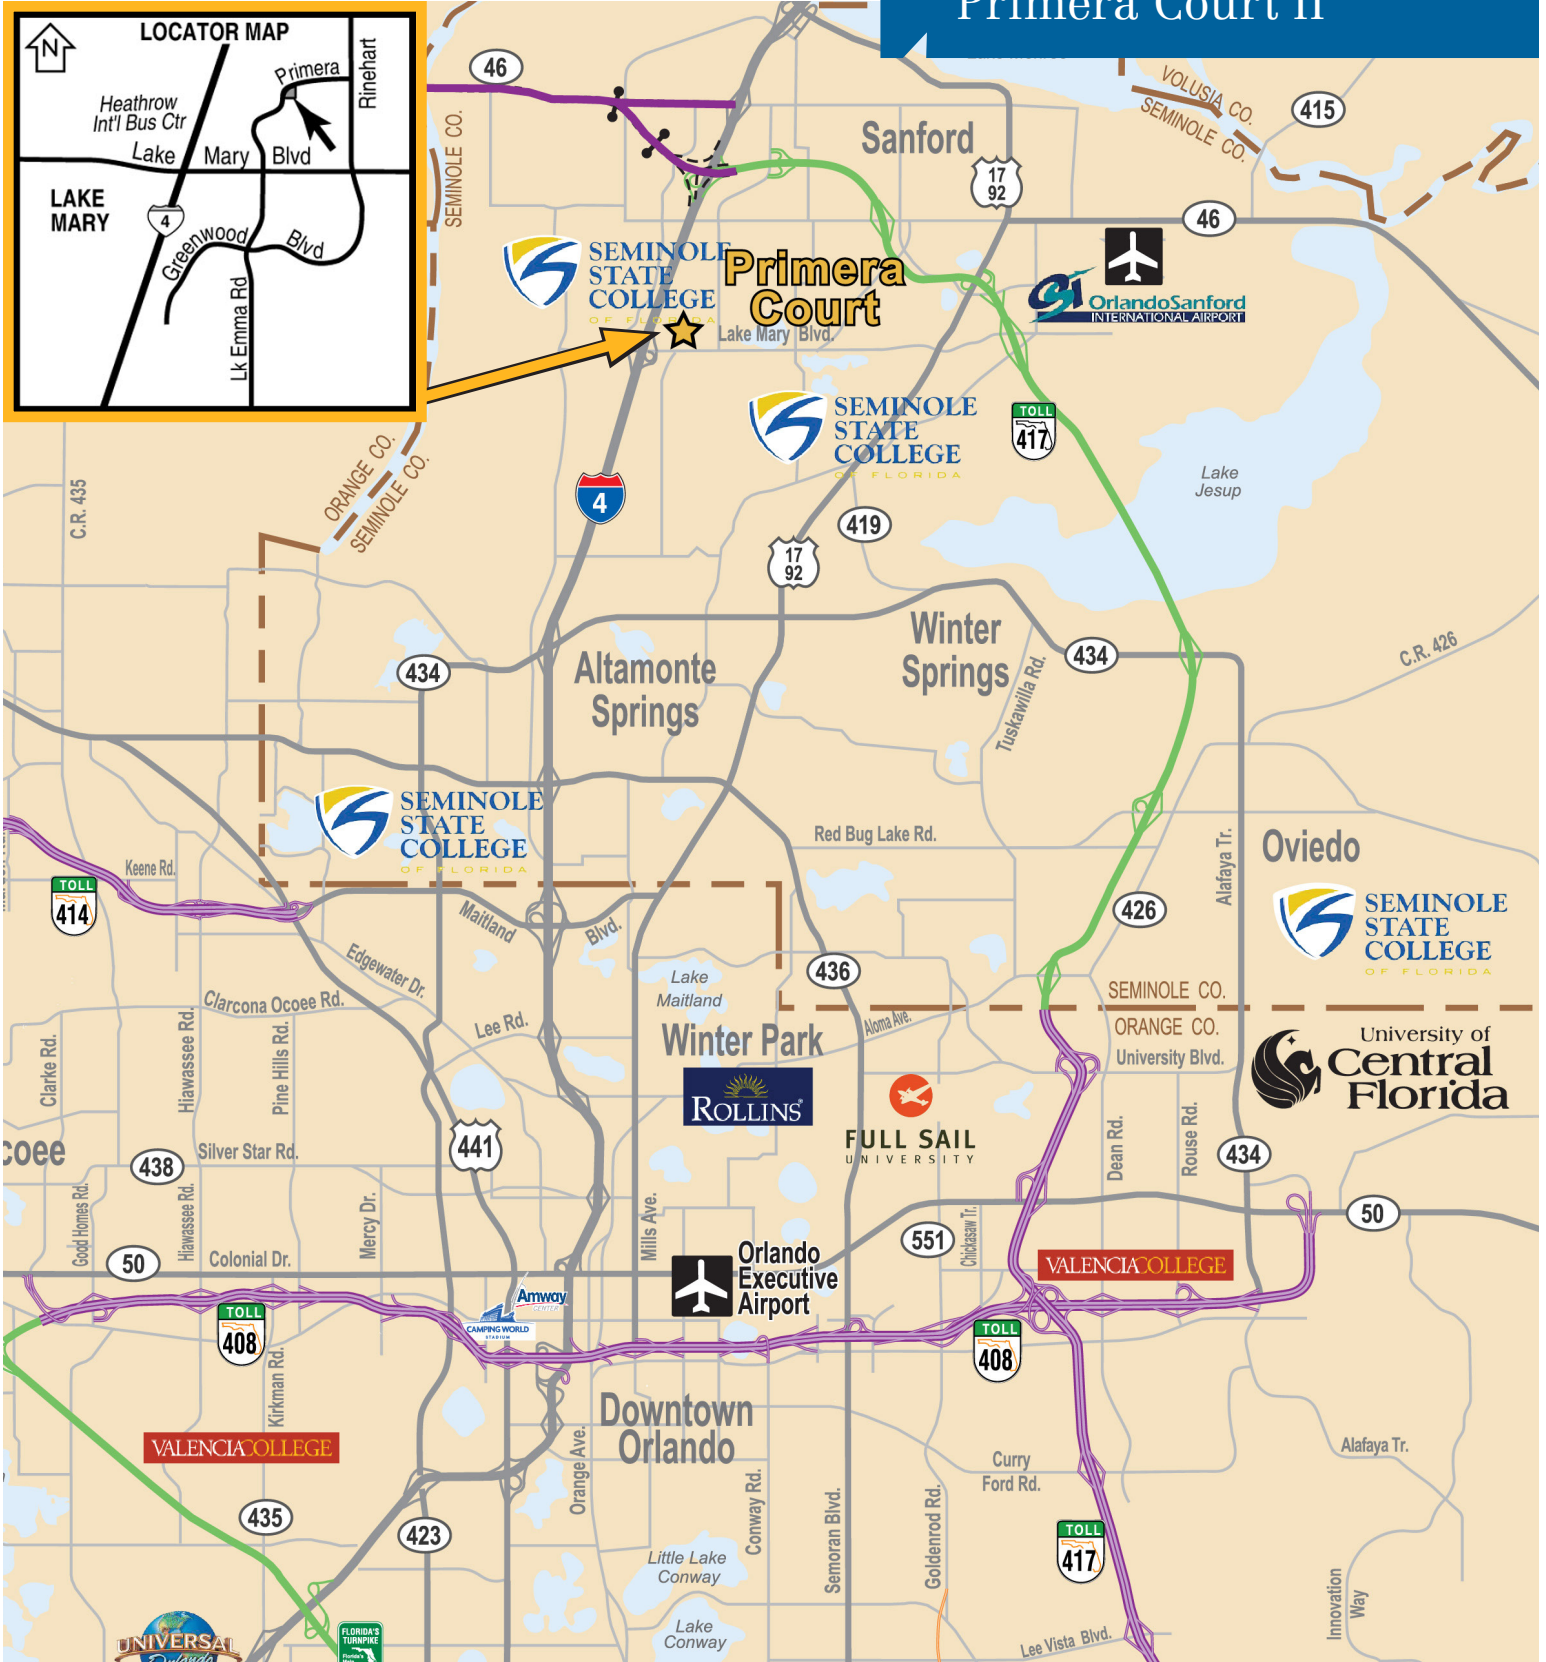 Primera Court II
LOCATOR MAP
N
Primera
Rinehart
Heathrow
Int'l Bus Ctr
Lake Mary Blvd
LAKE
MARY
4
Greenwood Blvd
Lk Emma Rd
46
SEMINOLE CO.
VOLUSIA CO.
SEMINOLE CO.
415
Sanford
17
92
46
SEMINOLE
STATE
COLLEGE
OF FLORIDA
Primera
Court
OrlandoSanford
INTERNATIONAL AIRPORT
Lake Mary Blvd.
SEMINOLE
STATE
COLLEGE
OF FLORIDA
TOLL
417
ORANGE CO.
SEMINOLE CO.
C.R. 435
4
Lake
Jesup
419
17
92
Winter
Springs
434
434
C.R. 426
Altamonte
Springs
Tuskawilla Rd.
SEMINOLE
STATE
COLLEGE
OF FLORIDA
Red Bug Lake Rd.
Alafaya Tr.
Oviedo
Keene Rd.
TOLL
414
426
SEMINOLE
STATE
COLLEGE
OF FLORIDA
Maitland Blvd.
Edgewater Dr.
436
Lake
Maitland
SEMINOLE CO.
ORANGE CO.
Clarcona Ocoee Rd.
Lee Rd.
Aloma Ave.
Winter Park
University Blvd.
University of
Central
Florida
Clarke Rd.
Hiawassee Rd.
Pine Hills Rd.
ROLLINS
FULL SAIL
UNIVERSITY
Dean Rd.
Rouse Rd.
coee
438
Silver Star Rd.
441
434
Good Homes Rd.
Hiawassee Rd.
Mercy Dr.
Mills Ave.
551
Chickasaw Tr.
50
50
Colonial Dr.
Orlando
Executive
Airport
VALENCIACOLLEGE
Amway
CENTER
CAMPING WORLD
STADIUM
TOLL
408
TOLL
408
Kirkman Rd.
Downtown
Orlando
VALENCIACOLLEGE
Orange Ave.
Conway Rd.
Semoran Blvd.
Goldenrod Rd.
Curry
Ford Rd.
Alafaya Tr.
435
423
TOLL
417
Little Lake
Conway
Lake
Conway
Innovation
Way
Lee Vista Blvd.
UNIVERSAL
Orlando
FLORIDA'S
TURNPIKE